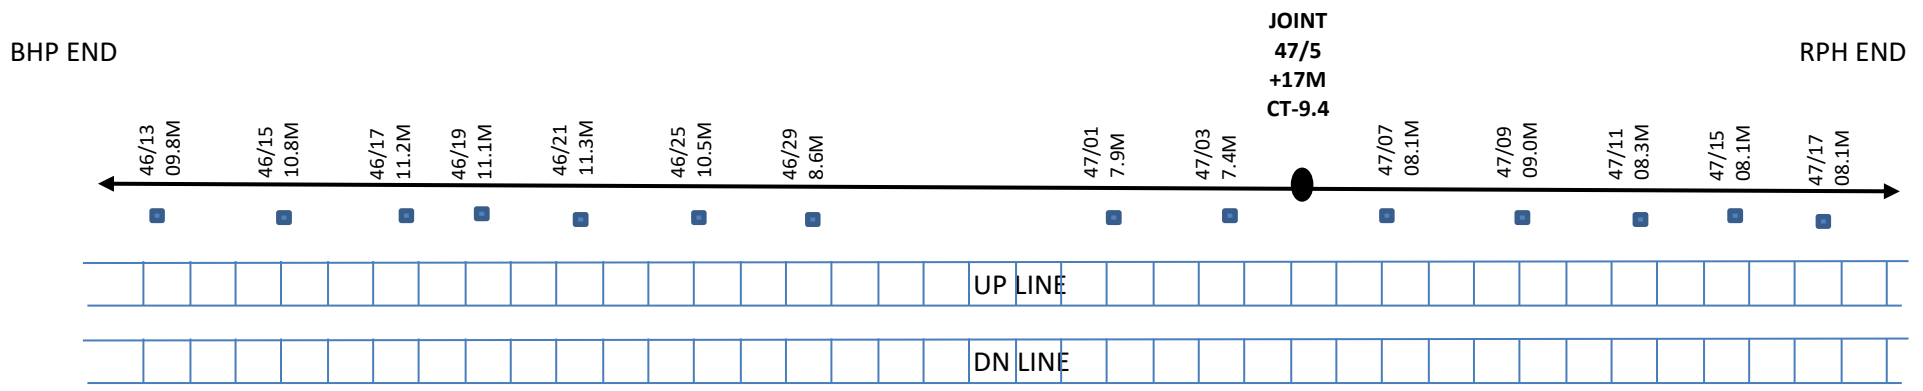 JOINT
47/5
+17M
CT-9.4
BHP END
RPH END
46/13
09.8M
46/15
10.8M
46/17
11.2M
46/19
11.1M
46/21
11.3M
46/25
10.5M
46/29
8.6M
47/01
7.9M
47/03
7.4M
47/07
08.1M
47/09
09.0M
47/11
08.3M
47/15
08.1M
47/17
08.1M
UP LINE
DN LINE